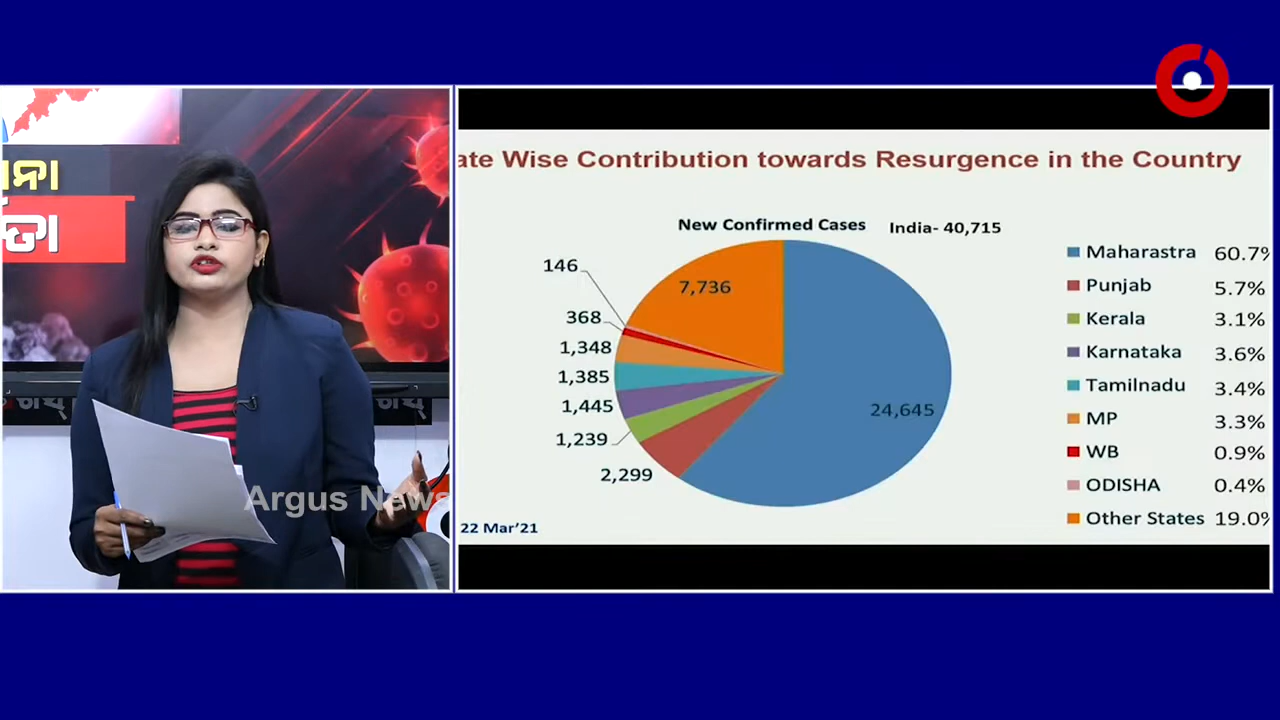 ate Wise Contribution towards Resurgence in the Country
New Confirmed Cases
India- 40,715
146
368
1,348
1,385
1,445
1,239
2,299
7,736
24,645
Maharastra 60.7%
Punjab 5.7%
Kerala 3.1%
Karnataka 3.6%
Tamilnadu 3.4%
MP 3.3%
WB 0.9%
ODISHA 0.4%
Other States 19.0%
22 Mar’21
Argus News